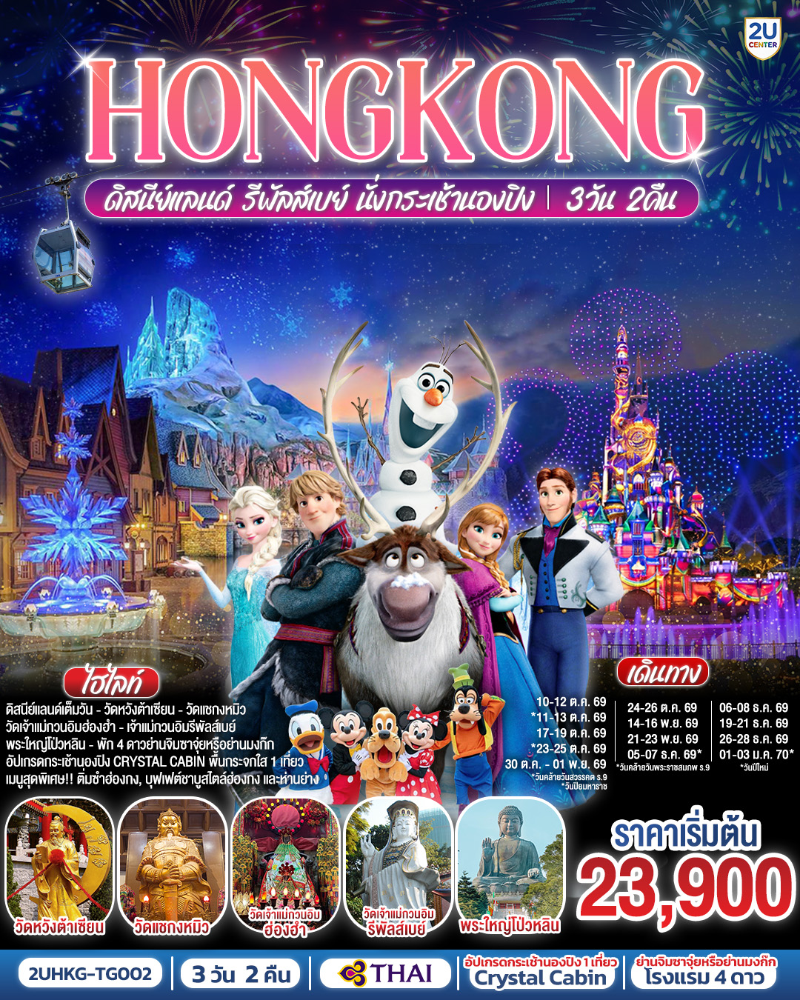 2U
CENTER
HONGKONG
ดิสนีย์แลนด์ รีพัลส์เบย์ นั่งกระเช้านองปิง | 3วัน 2คืน
ไฮไลท์
ดิสนีย์แลนด์เต็มวัน - วัดหวังต้าเซียน - วัดแชกงหมิว
วัดเจ้าแม่กวนอิมฮ่องฮำ - เจ้าแม่กวนอิมรีพัลส์เบย์
พระใหญ่โป่วหลิน - พัก 4 ดาวย่านจิมซาจุ่ยหรือย่านมงก๊ก
อัปเกรดกระเช้านองปิง CRYSTAL CABIN พื้นกระจกใส 1 เที่ยว
เมนูสุดพิเศษ!! ติ่มซำฮ่องกง, บุฟเฟต์ชาบูสไตล์ฮ่องกง และห่านย่าง
เดินทาง
10-12 ต.ค. 69
*11-13 ต.ค. 69
17-19 ต.ค. 69
*23-25 ต.ค. 69
30 ต.ค. - 01 พ.ย. 69
*วันคล้ายวันสวรรคต ร.9
*วันปิยมหาราช
24-26 ต.ค. 69
14-16 พ.ย. 69
21-23 พ.ย. 69
05-07 ธ.ค. 69*
*วันคล้ายวันพระราชสมภพ ร.9
06-08 ธ.ค. 69
19-21 ธ.ค. 69
26-28 ธ.ค. 69
01-03 ม.ค. 70*
*วันปีใหม่
วัดหวังต้าเซียน
วัดแชกงหมิว
วัดเจ้าแม่กวนอิม
ฮ่องฮำ
วัดเจ้าแม่กวนอิม
รีพัลส์เบย์
พระใหญ่โป่วหลิน
ราคาเริ่มต้น
23,900
2UHKG-TG002
3 วัน 2 คืน
THAI
อัปเกรดกระเช้านองปิง 1 เที่ยว
Crystal Cabin
ย่านจิมซาจุ่ยหรือย่านมงก๊ก
โรงแรม 4 ดาว